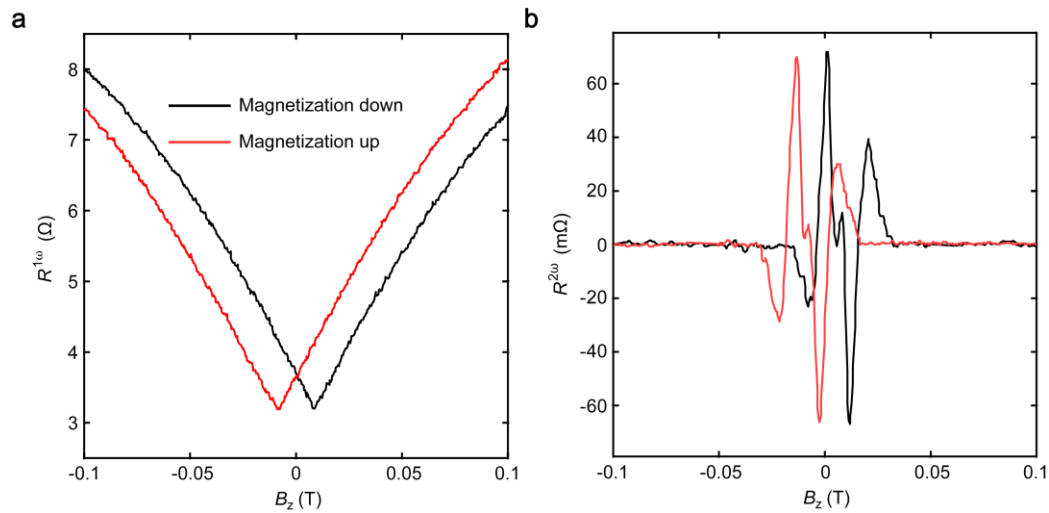 a
8
7
6
5
4
3
R¹ω (Ω)
Magnetization down
Magnetization up
-0.1
-0.05
0
0.05
0.1
Bz (T)
b
60
40
20
0
-20
-40
-60
R²ω (mΩ)
-0.1
-0.05
0
0.05
0.1
Bz (T)